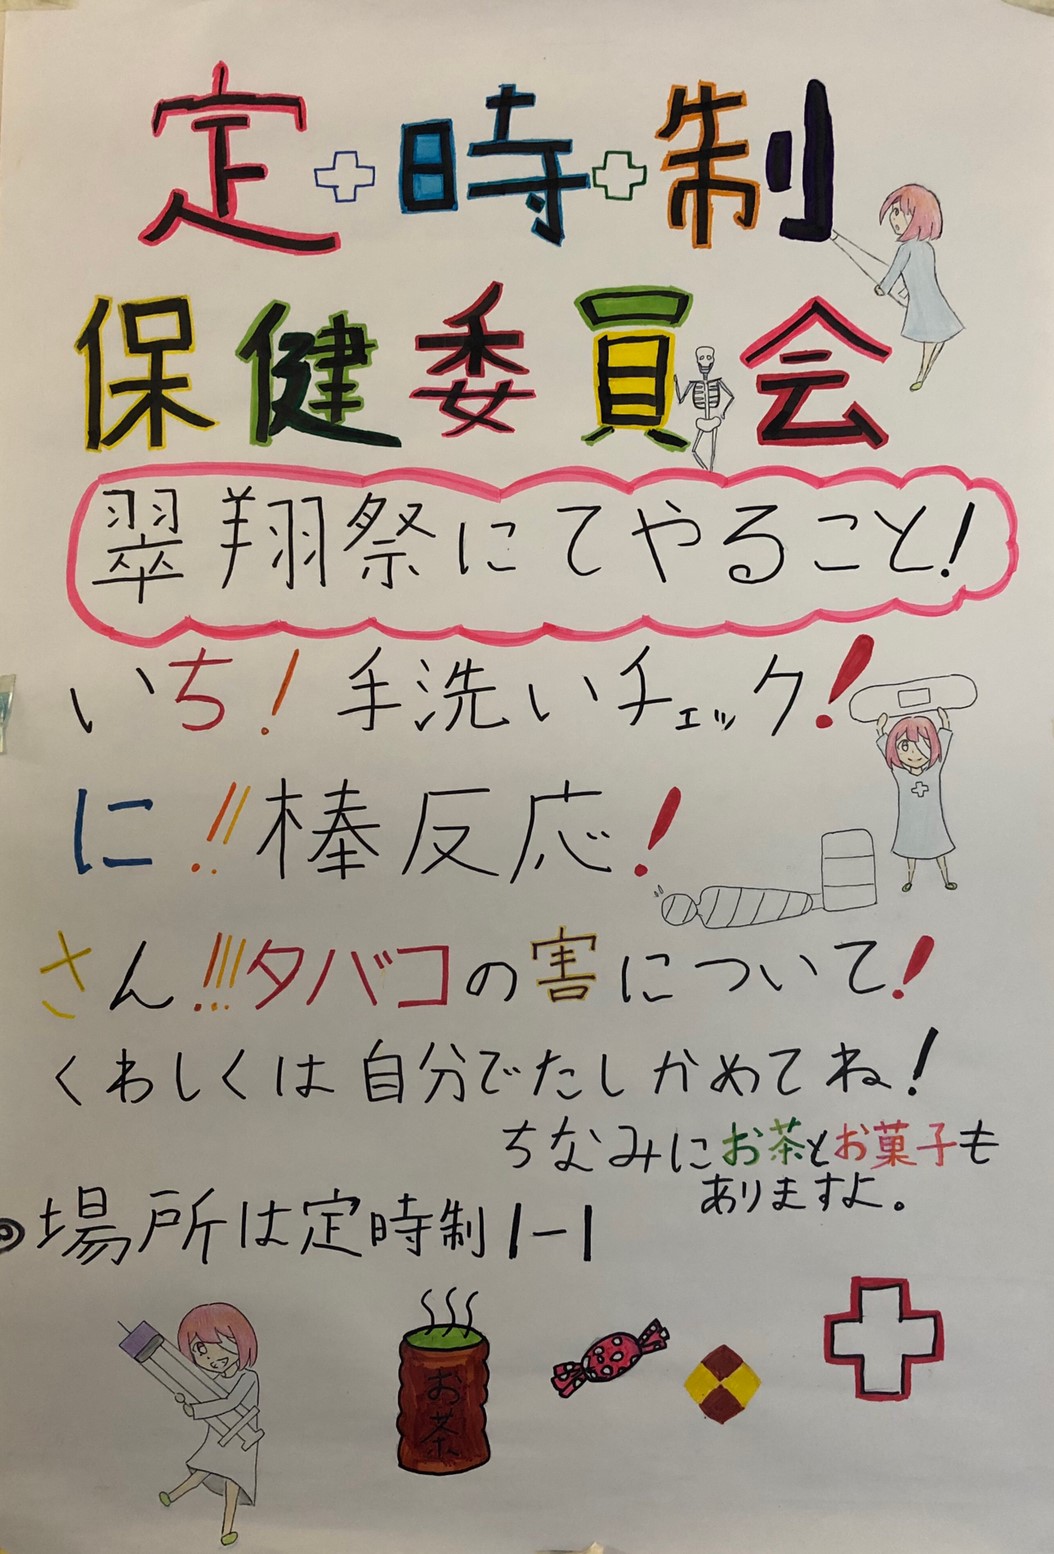 定時制
保健委員会
翠翔祭にてやること!
いち!手洗いチェック!
に!!棒反応!
さん!!!タバコの害について!
くわしくは自分でたしかめてね!
ちなみにお茶とお菓子も
ありますよ。
◎場所は定時制1-1
お茶